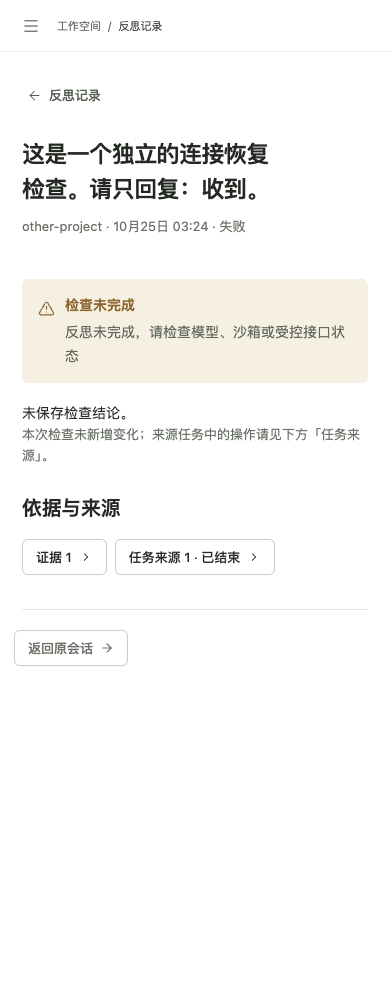 工作空间 / 反思记录
反思记录
这是一个独立的连接恢复
检查。请只回复：收到。
other-project · 10月25日 03:24 · 失败
检查未完成
反思未完成，请检查模型、沙箱或受控接口状
态
未保存检查结论。
本次检查未新增变化；来源任务中的操作请见下方「任务来
源」。
依据与来源
证据 1
任务来源 1 · 已结束
返回原会话